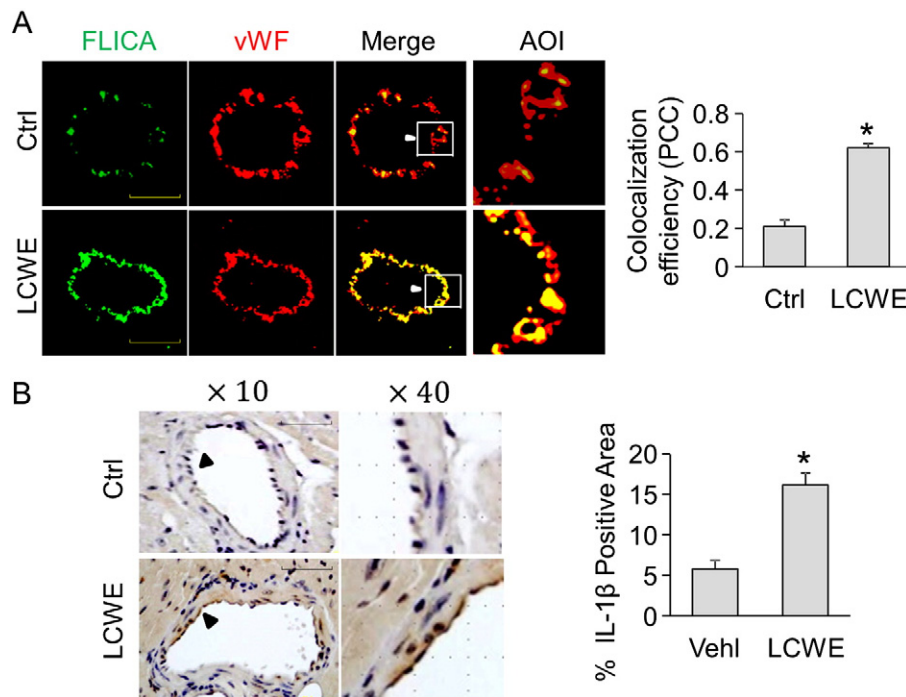 A
FLICA vWF Merge AOI
Ctrl
LCWE
Colocalization
efficiency (PCC)
0.8
0.6
0.4
0.2
0
*
Ctrl LCWE
B
× 10 × 40
Ctrl
LCWE
% IL-1β Positive Area
20
15
10
5
0
*
Vehl LCWE